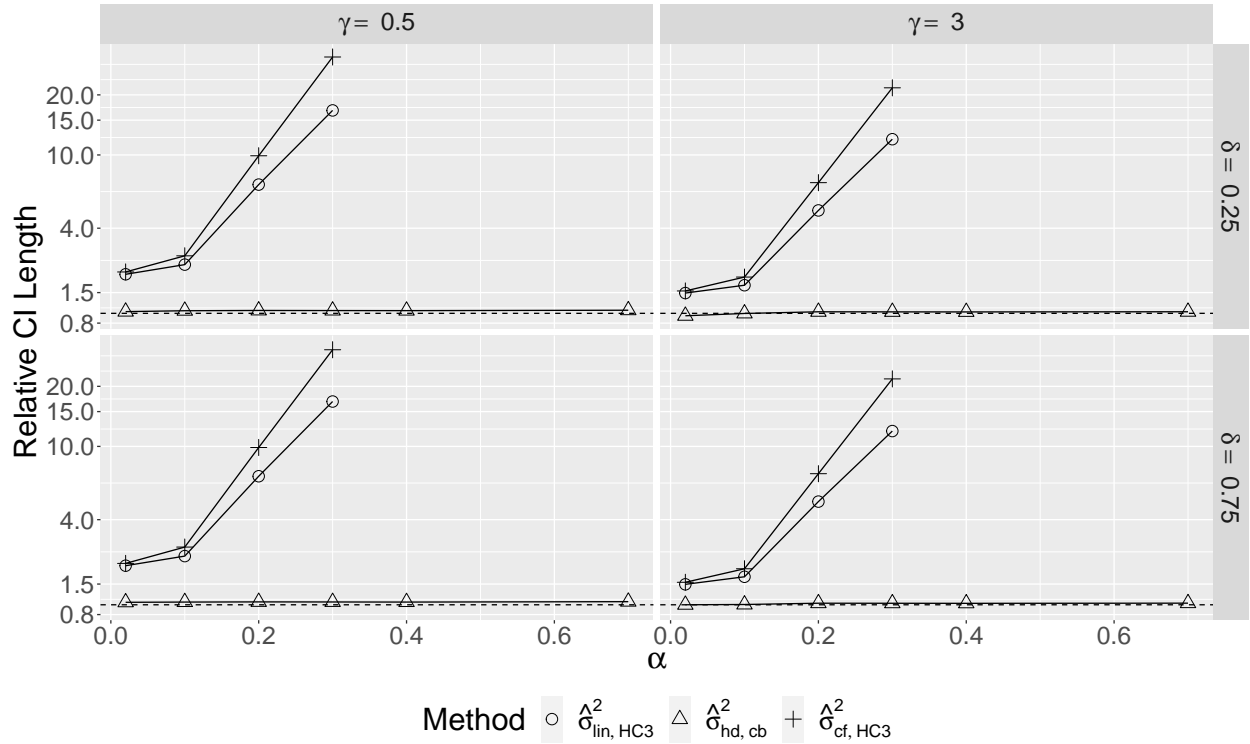 γ = 0.5
γ = 3
20.0
15.0
10.0
4.0
1.5
0.8
δ = 0.25
Relative CI Length
20.0
15.0
10.0
4.0
1.5
0.8
δ = 0.75
0.0 0.2 0.4 0.6 0.0 0.2 0.4 0.6
α
Method σ̂²lin, HC3 σ̂²hd, cb σ̂²cf, HC3